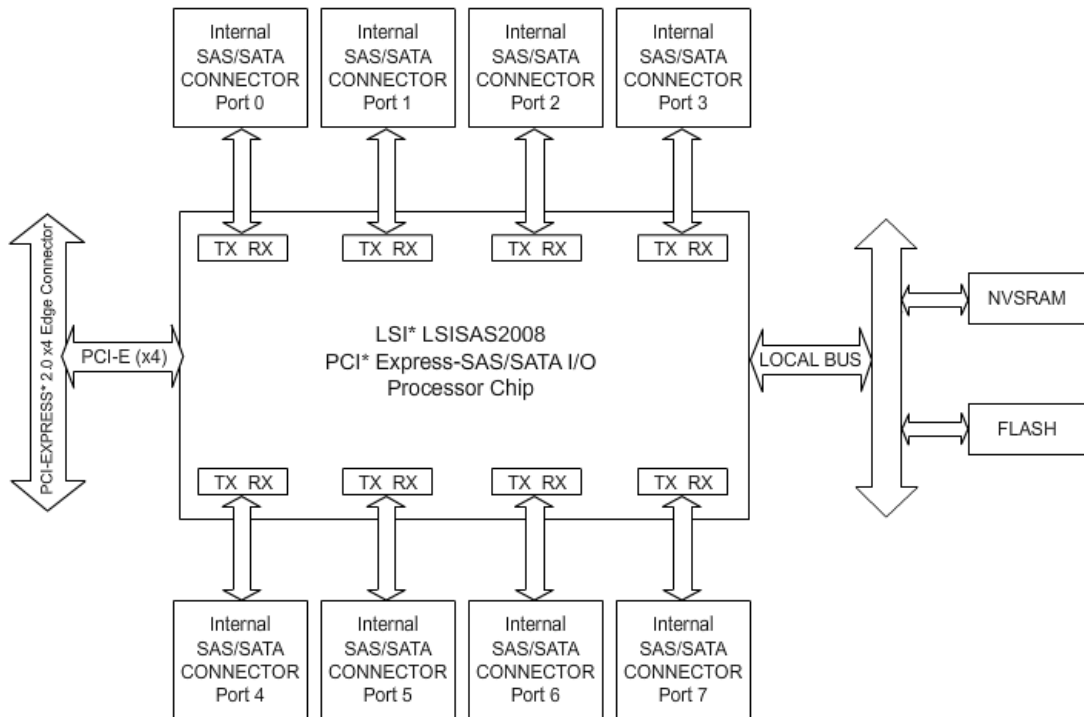 Internal
SAS/SATA
CONNECTOR
Port 0
Internal
SAS/SATA
CONNECTOR
Port 1
Internal
SAS/SATA
CONNECTOR
Port 2
Internal
SAS/SATA
CONNECTOR
Port 3
TX RX
TX RX
TX RX
TX RX
PCI-EXPRESS* 2.0 x4 Edge Connector
PCI-E (x4)
LSI* LSISAS2008
PCI* Express-SAS/SATA I/O
Processor Chip
LOCAL BUS
NVSRAM
FLASH
TX RX
TX RX
TX RX
TX RX
Internal
SAS/SATA
CONNECTOR
Port 4
Internal
SAS/SATA
CONNECTOR
Port 5
Internal
SAS/SATA
CONNECTOR
Port 6
Internal
SAS/SATA
CONNECTOR
Port 7